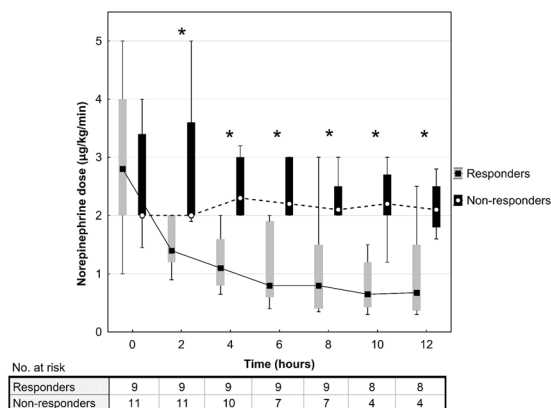 5
4
3
2
1
0
Norepinephrine dose (µg/kg/min)
* * * * * *
Responders
Non-responders
0 2 4 6 8 10 12
Time (hours)
No. at risk
Responders 9 9 9 9 9 8 8
Non-responders 11 11 10 7 7 4 4